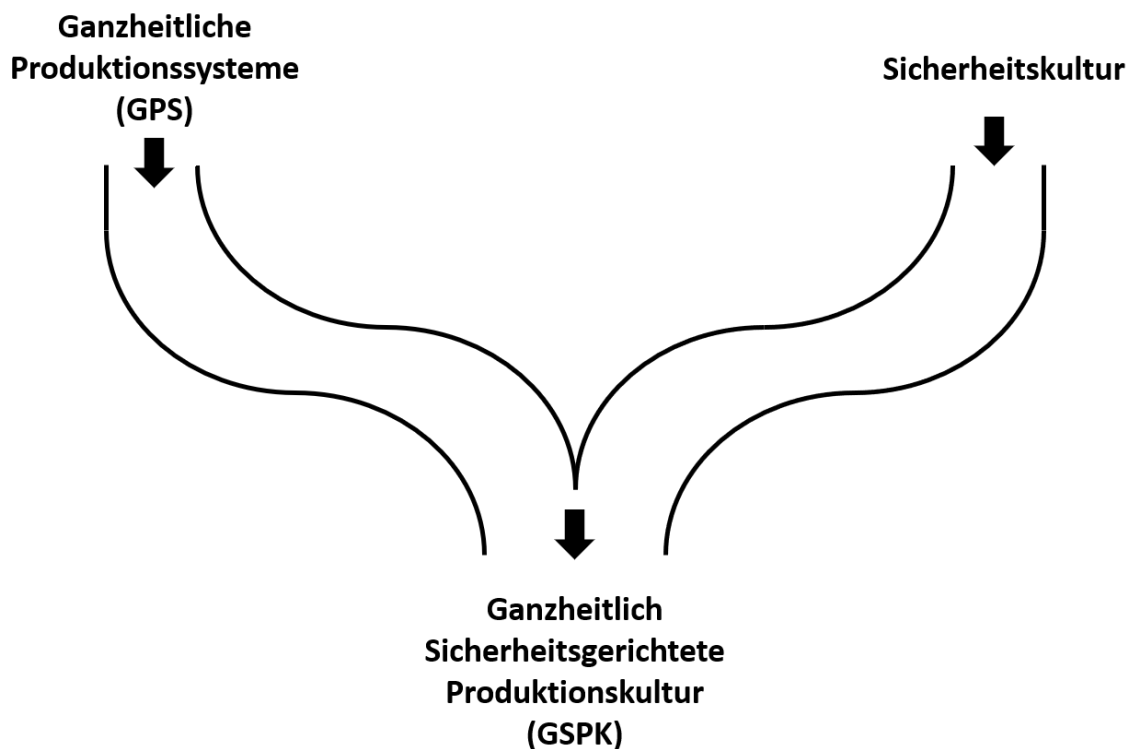 Ganzheitliche
Produktionssysteme
(GPS)
Sicherheitskultur
Ganzheitlich
Sicherheitsgerichtete
Produktionskultur
(GSPK)